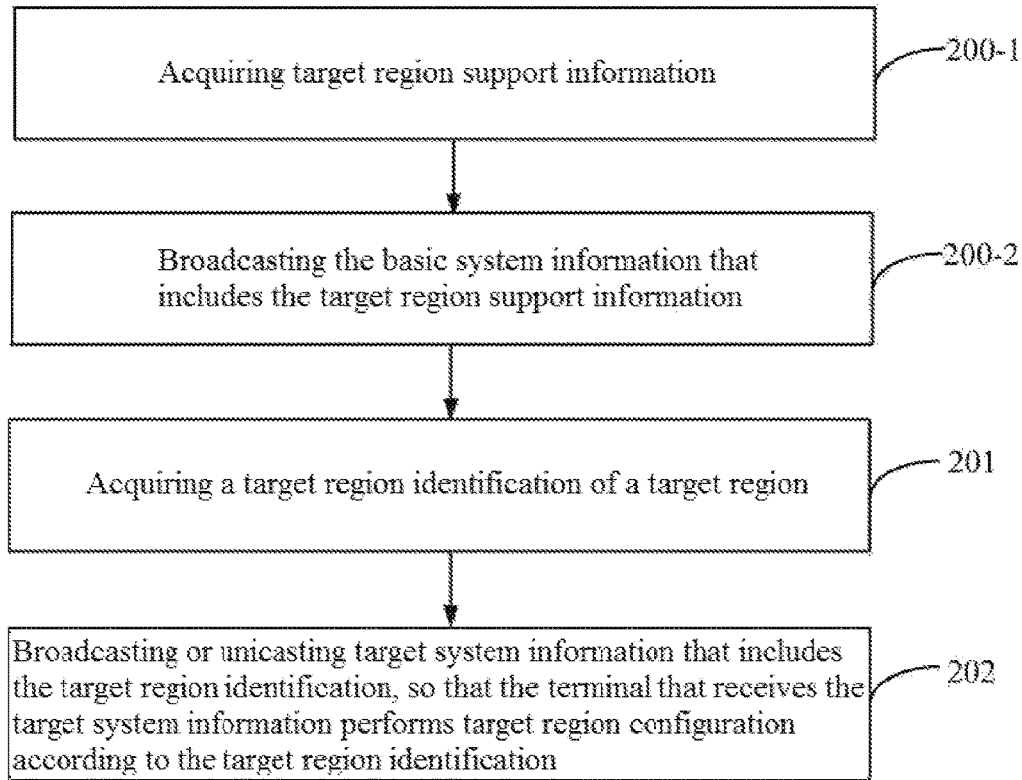 Acquiring target region support information
200-1
Broadcasting the basic system information that
includes the target region support information
200-2
Acquiring a target region identification of a target region
201
Broadcasting or unicasting target system information that includes
the target region identification, so that the terminal that receives the
target system information performs target region configuration
according to the target region identification
202